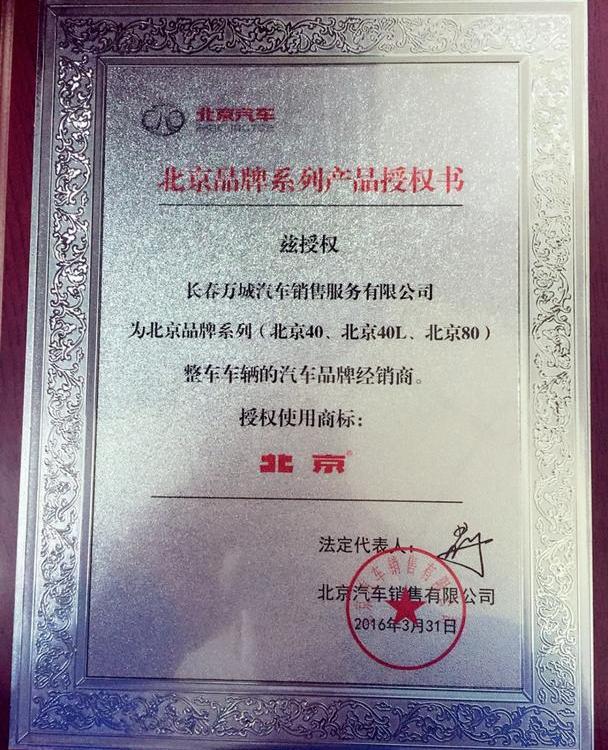 北京汽车
北京品牌系列产品授权书
兹授权
长春万城汽车销售服务有限公司
为北京品牌系列（北京40、北京40L、北京80）
整车车辆的汽车品牌经销商。
授权使用商标：
北京®
法定代表人：
北京汽车销售有限公司
2016年3月31日